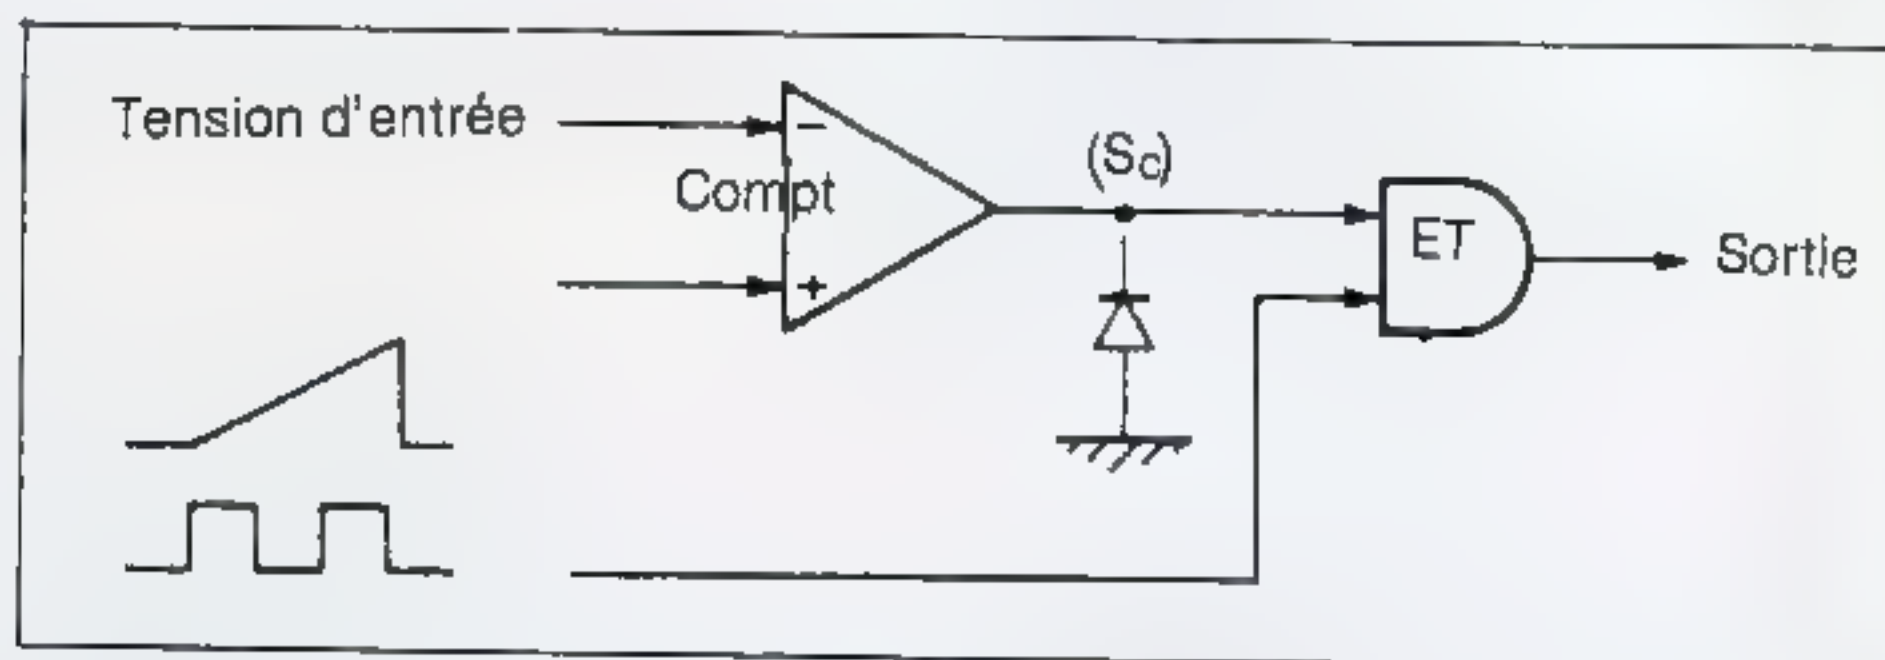 Tension d'entrée
−
(Sc)
Compt
ET
Sortie
+